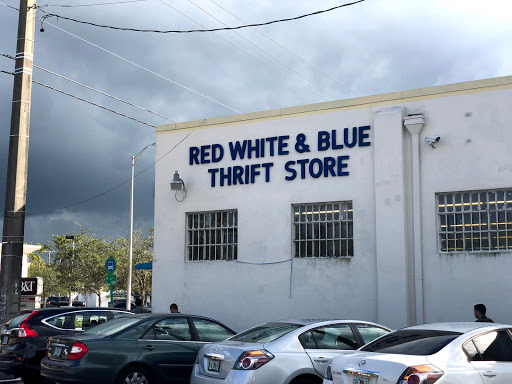 RED WHITE & BLUE
THRIFT STORE